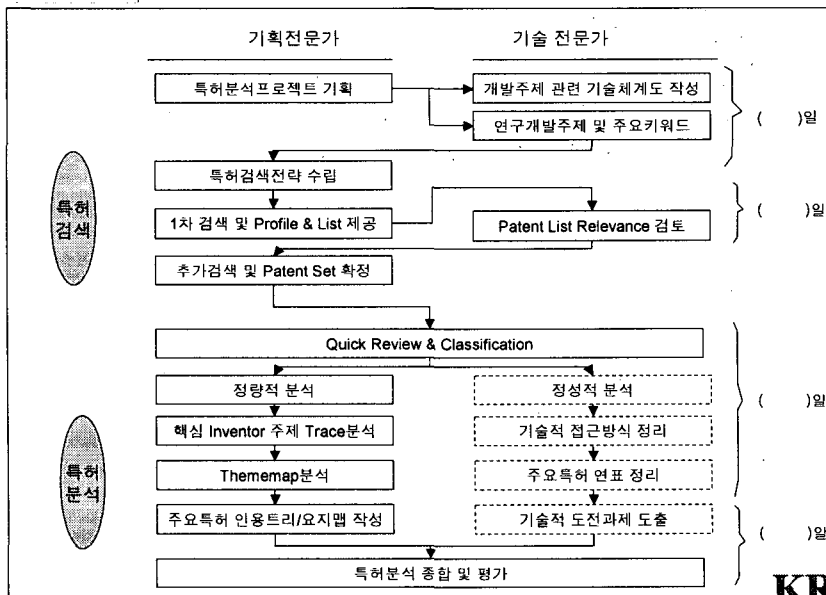 기획전문가
기술 전문가
특허분석프로젝트 기획
개발주제 관련 기술체계도 작성
연구개발주제 및 주요키워드
( )일
특허검색전략 수립
특허
검색
1차 검색 및 Profile & List 제공
Patent List Relevance 검토
( )일
추가검색 및 Patent Set 확정
Quick Review & Classification
정량적 분석
정성적 분석
( )일
핵심 Inventor 주제 Trace분석
기술적 접근방식 정리
특허
분석
Thememap분석
주요특허 연표 정리
주요특허 인용트리/요지맵 작성
기술적 도전과제 도출
( )일
특허분석 종합 및 평가
KR